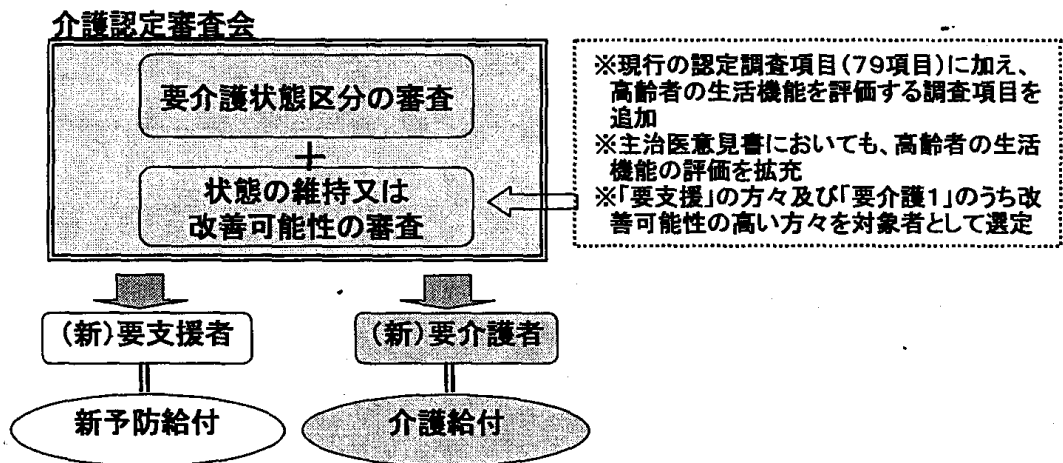 介護認定審査会
要介護状態区分の審査
+
状態の維持又は
改善可能性の審査
※現行の認定調査項目(79項目)に加え、
高齢者の生活機能を評価する調査項目を
追加
※主治医意見書においても、高齢者の生活
機能の評価を拡充
※「要支援」の方々及び「要介護1」のうち改
善可能性の高い方々を対象者として選定
(新)要支援者
(新)要介護者
新予防給付
介護給付